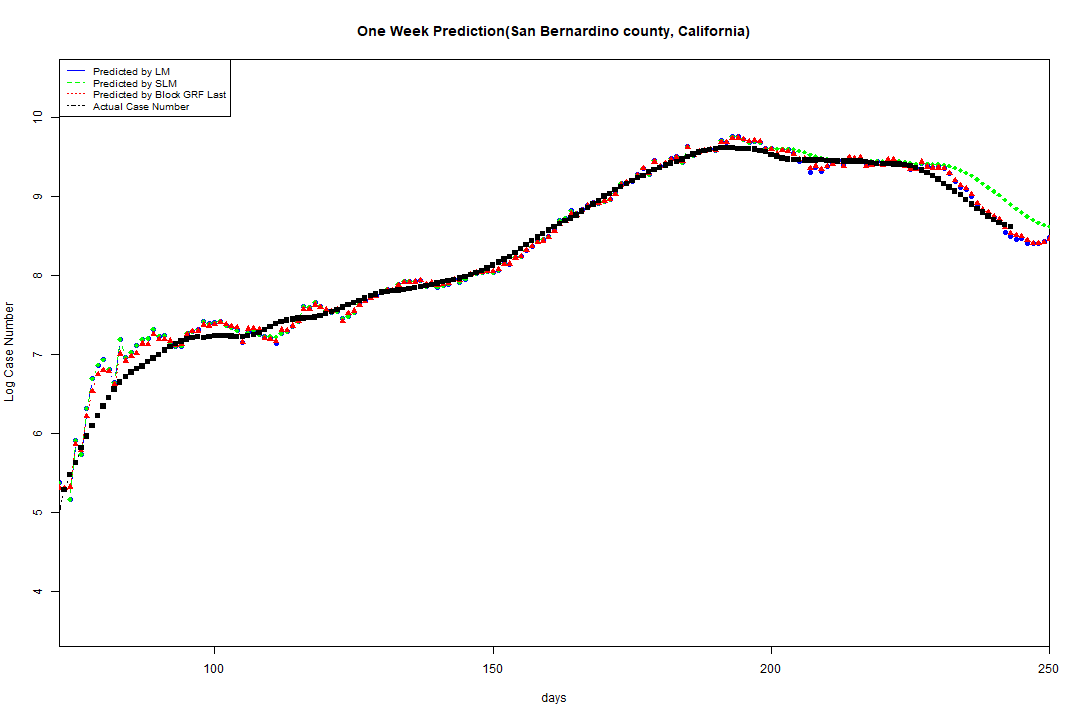 One Week Prediction(San Bernardino county, California)
Predicted by LM
Predicted by SLM
Predicted by Block GRF Last
Actual Case Number
10
9
8
7
6
5
4
Log Case Number
100 150 200 250
days